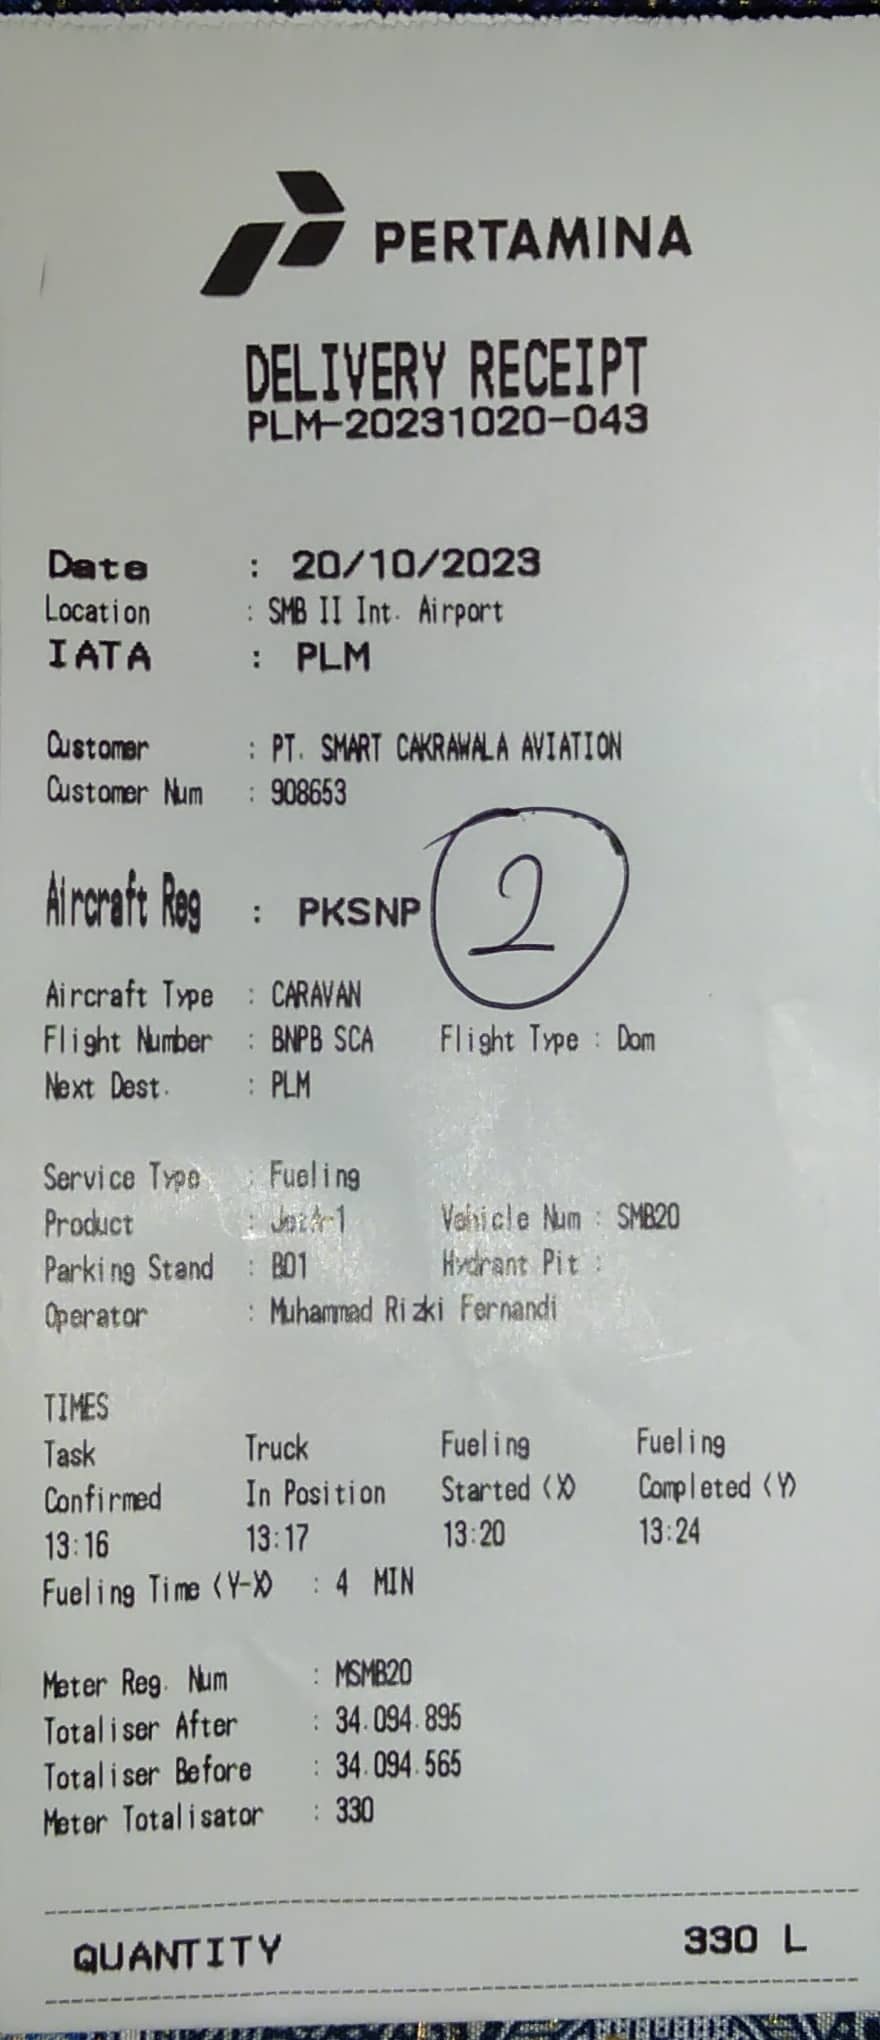 PERTAMINA
DELIVERY RECEIPT
PLM-20231020-043
Date : 20/10/2023
Location : SMB II Int. Airport
IATA : PLM
Customer : PT. SMART CAKRAWALA AVIATION
Customer Num : 908653
Aircraft Reg : PKSNP 2
Aircraft Type : CARAVAN
Flight Number : BNPB SCA Flight Type : Dom
Next Dest. : PLM
Service Type : Fueling
Product : JetA-1 Vehicle Num : SMB20
Parking Stand : B01 Hydrant Pit :
Operator : Muhammad Rizki Fernandi
TIMES
Task Truck Fueling Fueling
Confirmed In Position Started (X) Completed (Y)
13:16 13:17 13:20 13:24
Fueling Time (Y-X) : 4 MIN
Meter Reg. Num : MSMB20
Totaliser After : 34.094.895
Totaliser Before : 34.094.565
Meter Totalisator : 330
QUANTITY 330 L